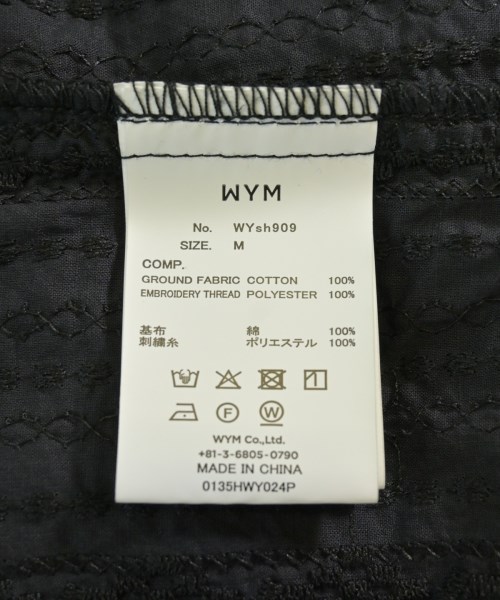 WYM
No. WYsh909
SIZE. M
COMP.
GROUND FABRIC COTTON 100%
EMBROIDERY THREAD POLYESTER 100%
基布 綿 100%
刺繍糸 ポリエステル 100%
F W
WYM Co.,Ltd.
+81-3-6805-0790
MADE IN CHINA
0135HWY024P